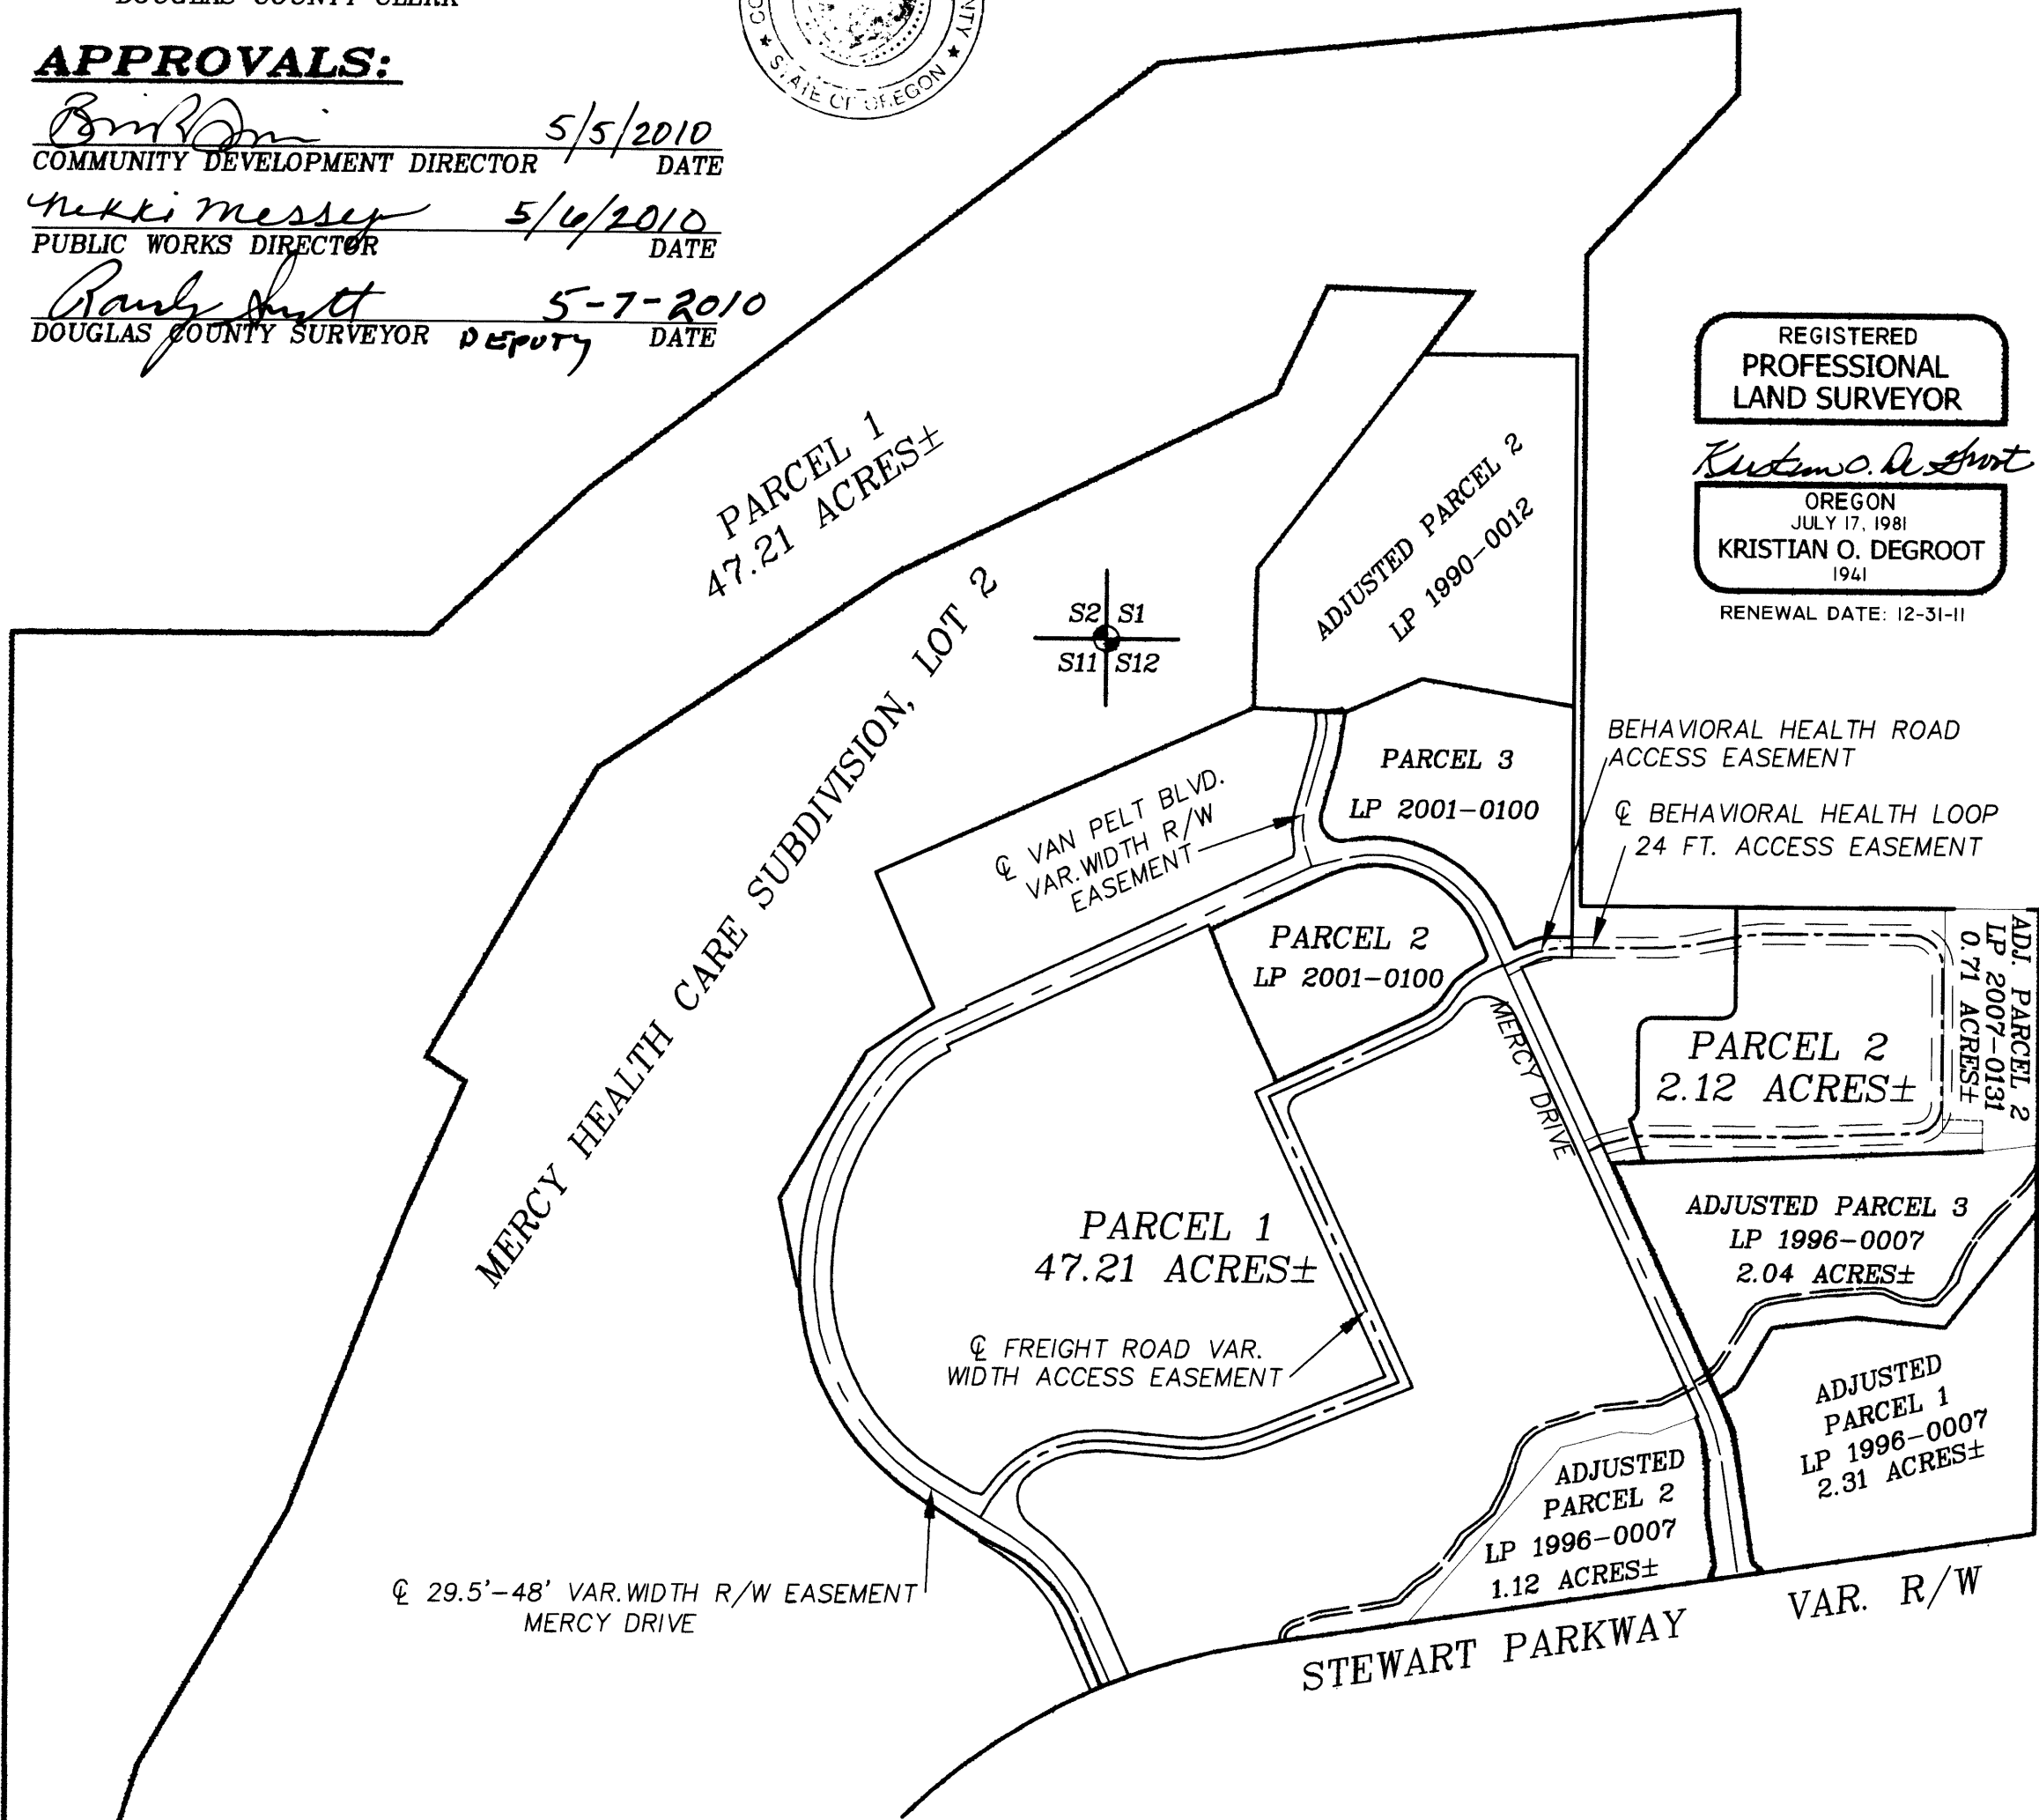 DOUGLAS COUNTY CLERK
STATE OF OREGON
APPROVALS:
5/5/2010
COMMUNITY DEVELOPMENT DIRECTOR DATE
Nikki Messer 5/6/2010
PUBLIC WORKS DIRECTOR DATE
Randy 5-7-2010
DOUGLAS COUNTY SURVEYOR DEPUTY DATE
REGISTERED
PROFESSIONAL
LAND SURVEYOR
Kristian O. DeGroot
OREGON
JULY 17, 1981
KRISTIAN O. DEGROOT
1941
RENEWAL DATE: 12-31-11
PARCEL 1
47.21 ACRES±
ADJUSTED PARCEL 2
LP 1990-0012
S2 S1
S11 S12
MERCY HEALTH CARE SUBDIVISION, LOT 2
PARCEL 3
LP 2001-0100
BEHAVIORAL HEALTH ROAD
ACCESS EASEMENT
℄ BEHAVIORAL HEALTH LOOP
24 FT. ACCESS EASEMENT
℄ VAN PELT BLVD.
VAR.WIDTH R/W
EASEMENT
PARCEL 2
LP 2001-0100
MERCY DRIVE
PARCEL 2
2.12 ACRES±
ADJ. PARCEL 2
LP 2007-0131
0.71 ACRES±
PARCEL 1
47.21 ACRES±
ADJUSTED PARCEL 3
LP 1996-0007
2.04 ACRES±
℄ FREIGHT ROAD VAR.
WIDTH ACCESS EASEMENT
ADJUSTED
PARCEL 1
LP 1996-0007
2.31 ACRES±
ADJUSTED
PARCEL 2
LP 1996-0007
1.12 ACRES±
℄ 29.5'-48' VAR.WIDTH R/W EASEMENT
MERCY DRIVE
STEWART PARKWAY VAR. R/W